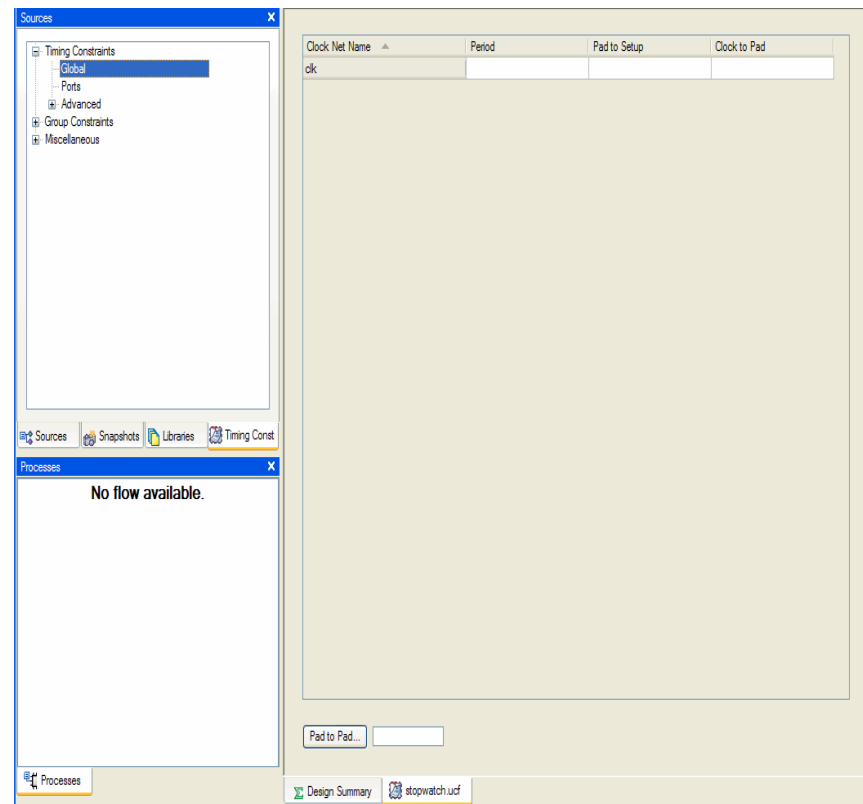 Sources X
Timing Constraints
Global
Ports
Advanced
Group Constraints
Miscellaneous
Sources Snapshots Libraries Timing Const
Processes X
No flow available.
Processes
Clock Net Name Period Pad to Setup Clock to Pad
clk
Pad to Pad...
Design Summary stopwatch.ucf